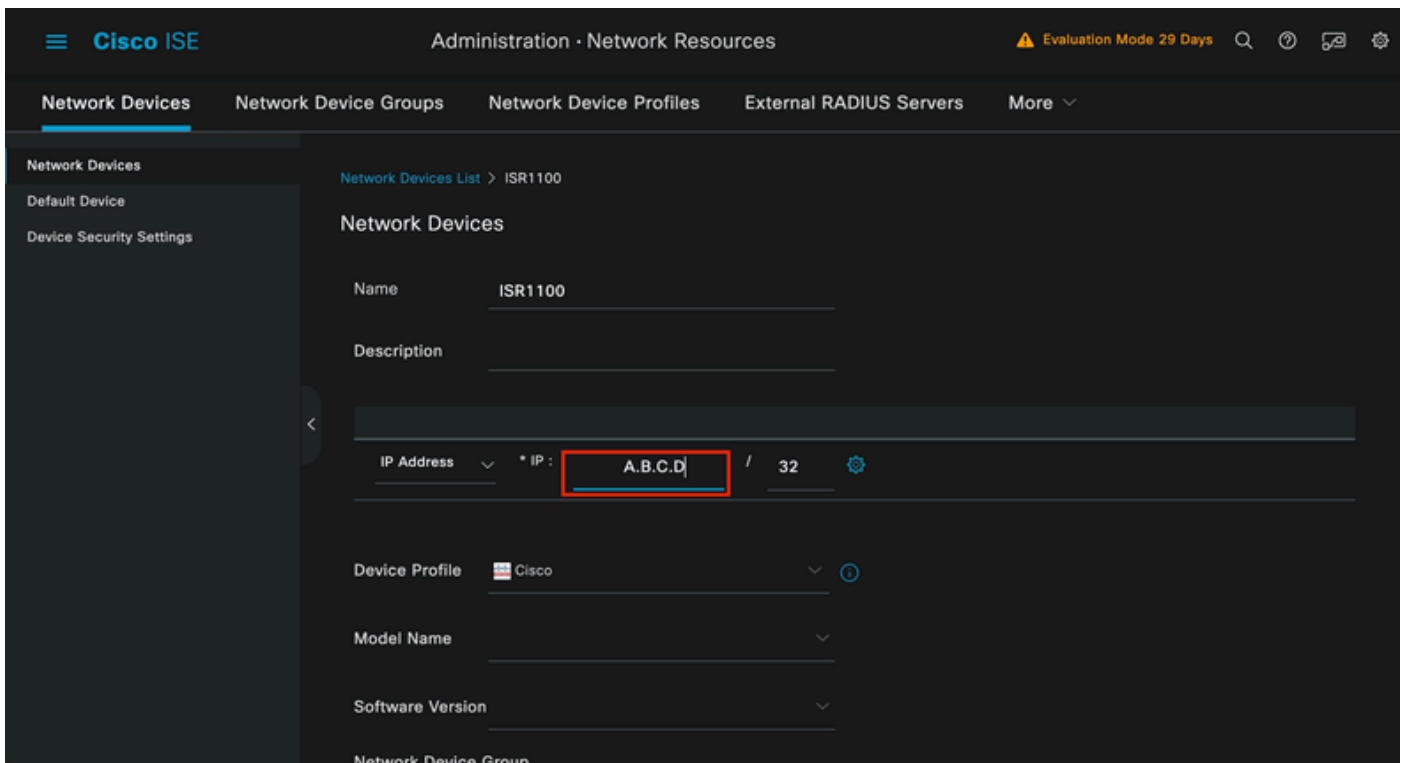 Cisco ISE
Administration · Network Resources
Evaluation Mode 29 Days
Network Devices
Network Device Groups
Network Device Profiles
External RADIUS Servers
More
Network Devices
Default Device
Device Security Settings
Network Devices List > ISR1100
Network Devices
Name ISR1100
Description
IP Address * IP : A.B.C.D / 32
Device Profile Cisco
Model Name
Software Version
Network Device Group